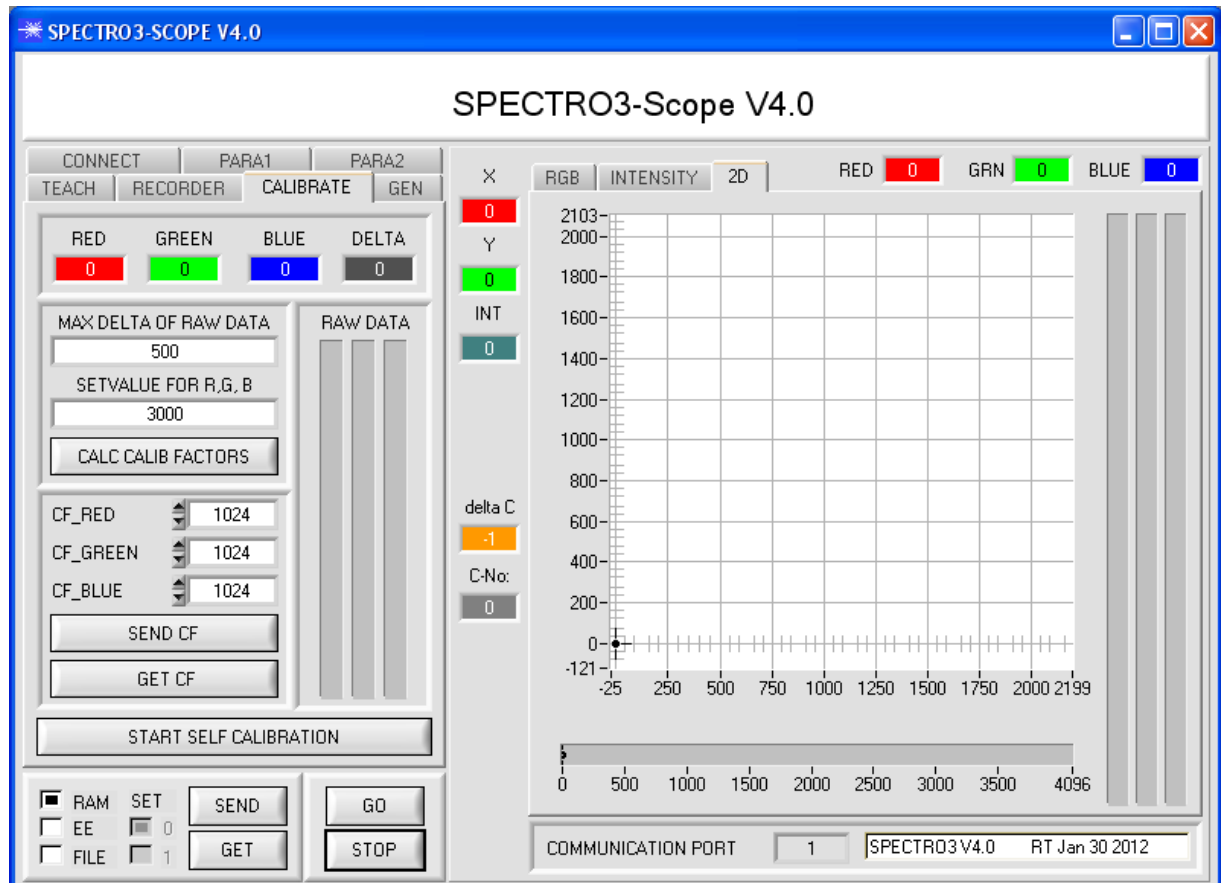 SPECTRO3-SCOPE V4.0
SPECTRO3-Scope V4.0
CONNECT PARA1 PARA2
TEACH RECORDER CALIBRATE GEN
RED GREEN BLUE DELTA
0 0 0 0
MAX DELTA OF RAW DATA
500
SETVALUE FOR R,G, B
3000
CALC CALIB FACTORS
RAW DATA
CF_RED 1024
CF_GREEN 1024
CF_BLUE 1024
SEND CF
GET CF
START SELF CALIBRATION
RAM SET SEND
EE 0
FILE 1 GET
GO
STOP
X
0
Y
0
INT
0
delta C
-1
C-No:
0
RGB INTENSITY 2D
RED 0 GRN 0 BLUE 0
2103
2000
1800
1600
1400
1200
1000
800
600
400
200
0
-121
-25 250 500 750 1000 1250 1500 1750 2000 2199
0 500 1000 1500 2000 2500 3000 3500 4096
COMMUNICATION PORT 1 SPECTRO3 V4.0 RT Jan 30 2012